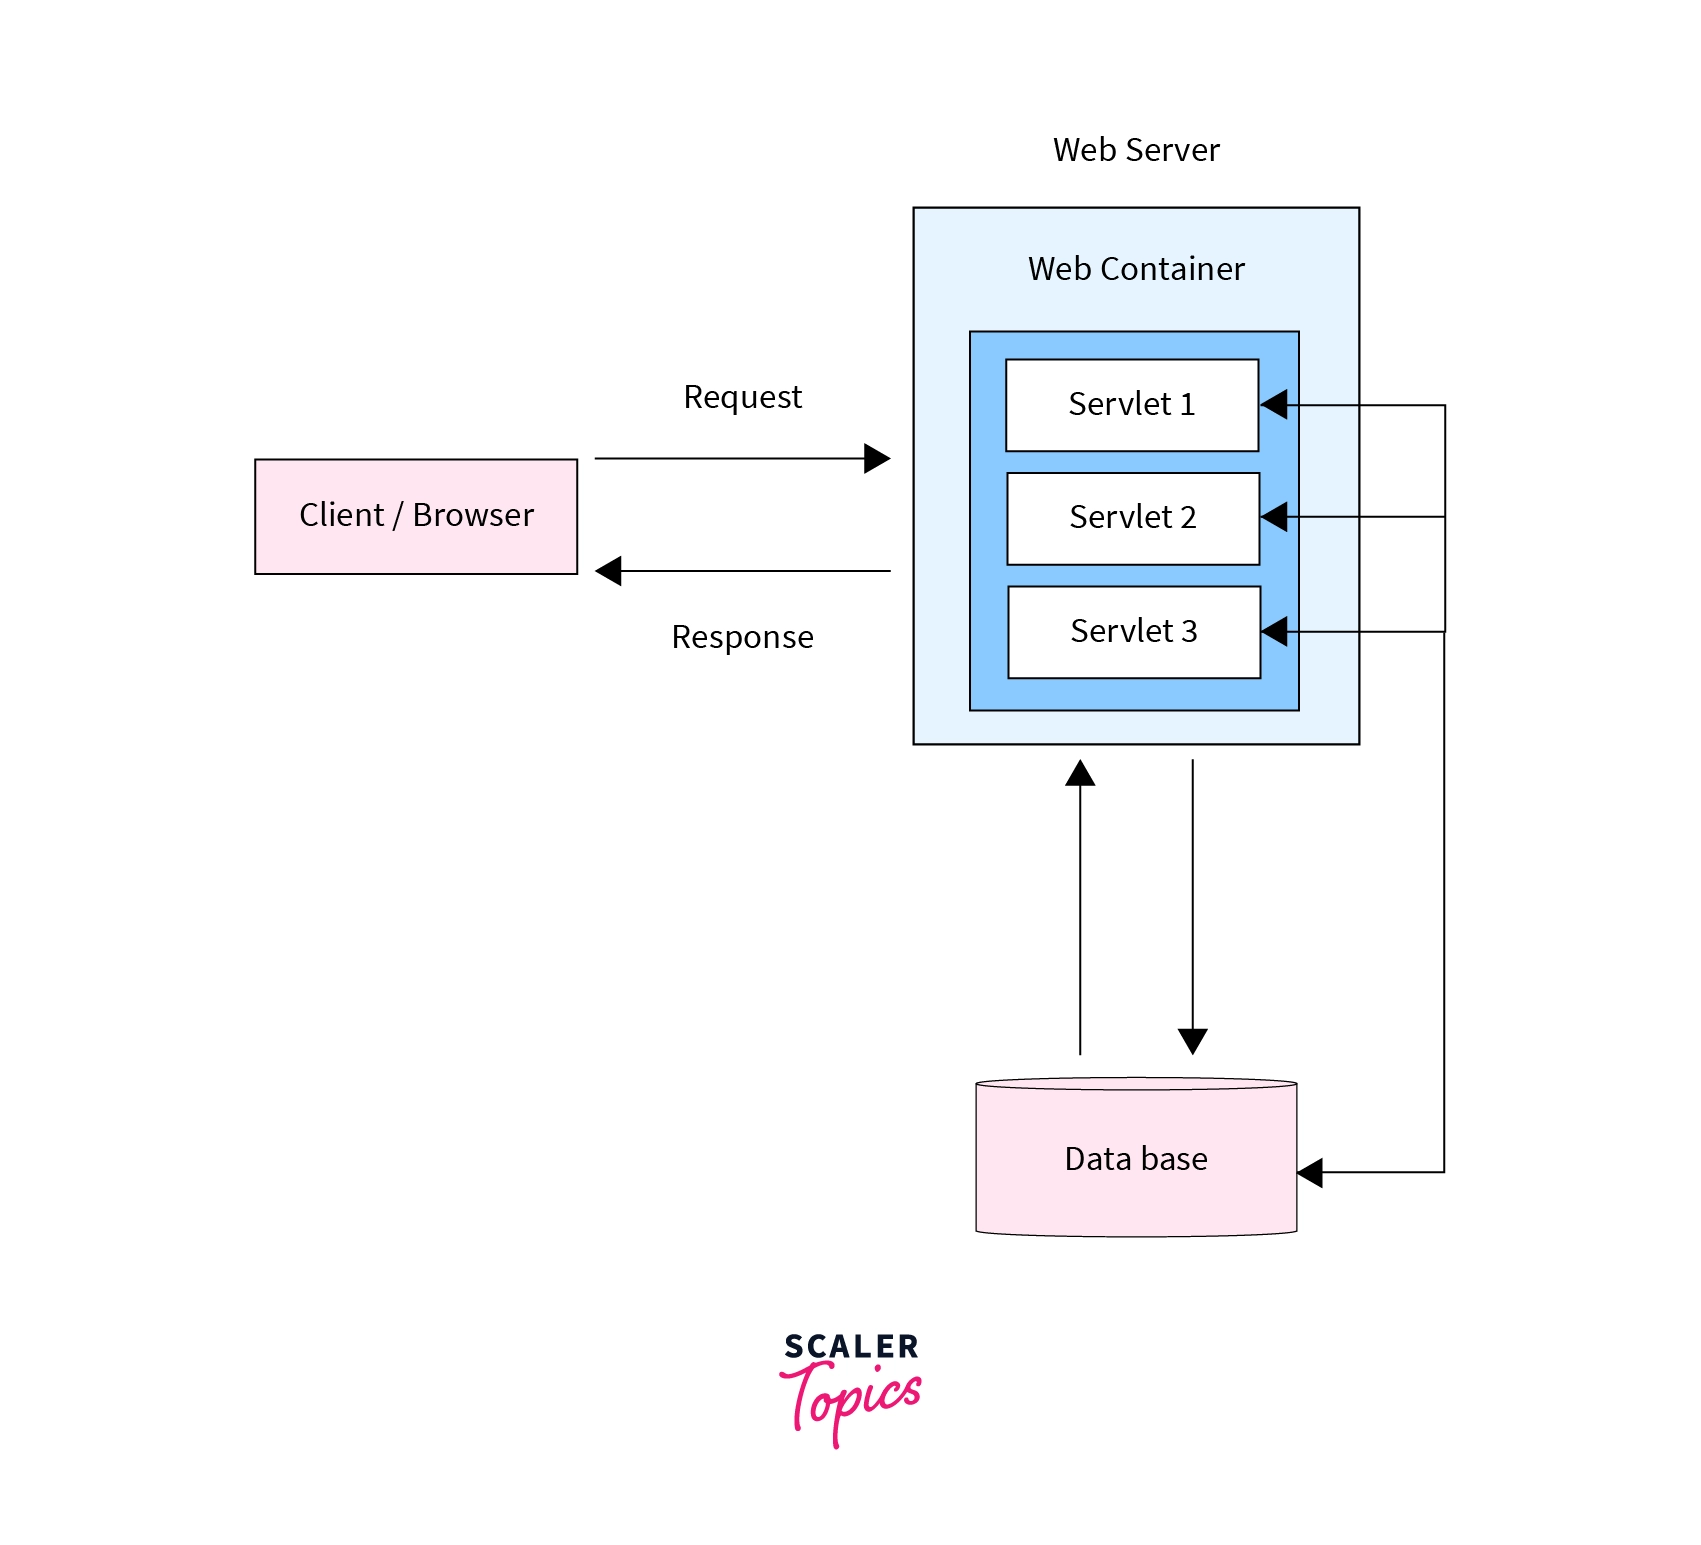 Web Server
Web Container
Servlet 1
Request
Servlet 2
Client / Browser
Servlet 3
Response
Data base
SCALER
Topics